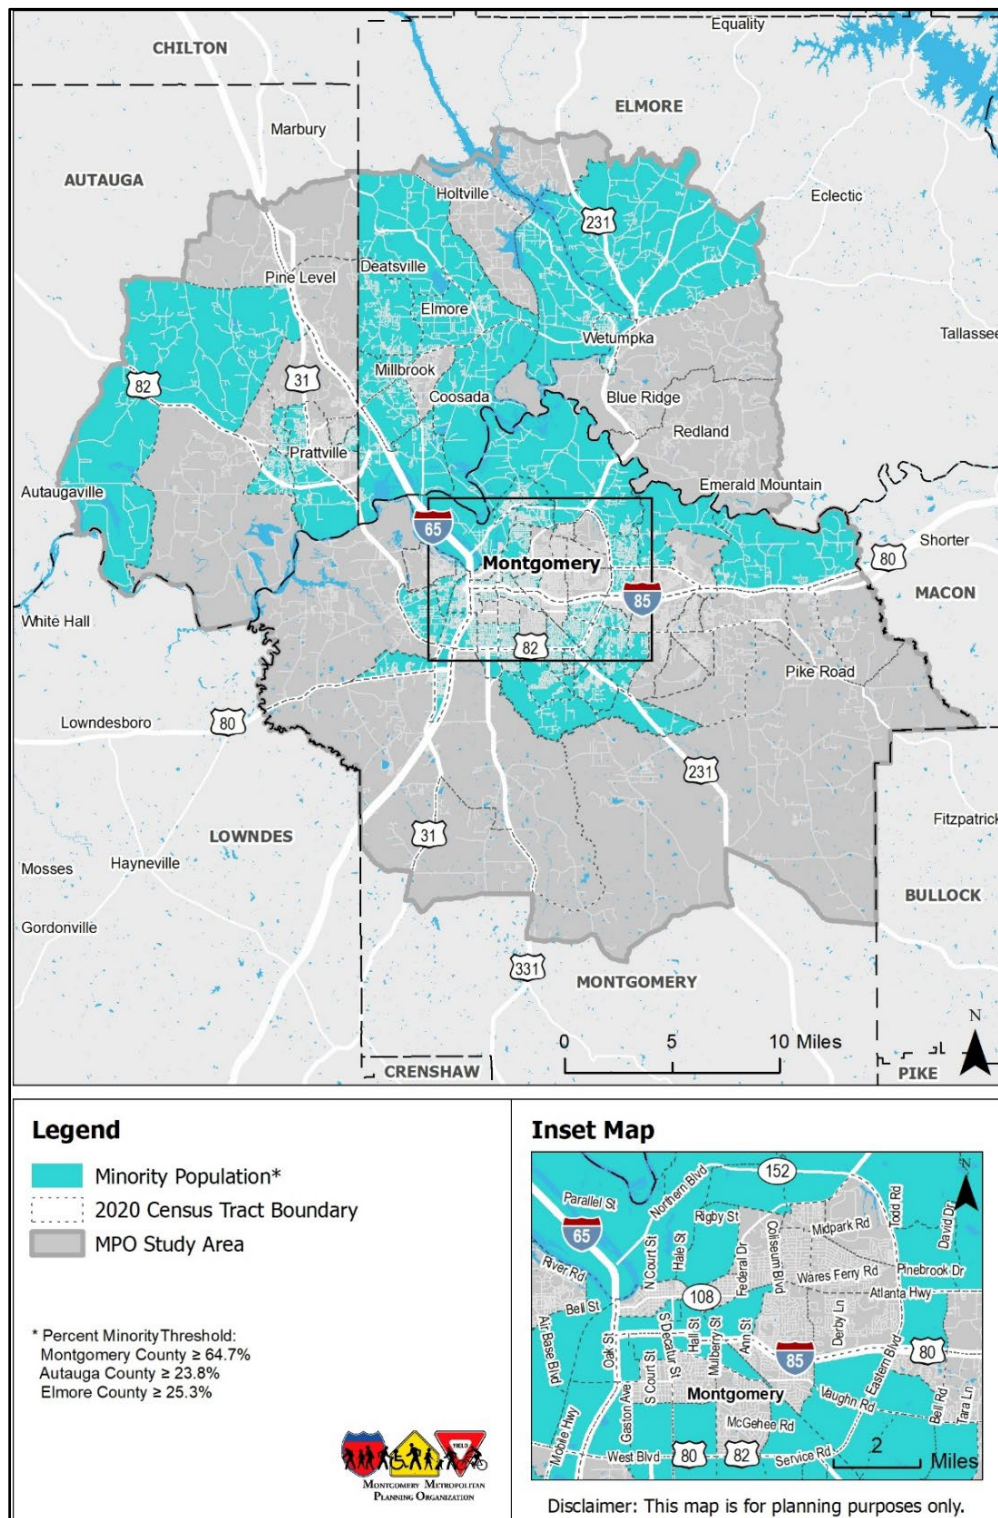 Equality
CHILTON
ELMORE
Marbury
AUTAUGA
Holtville
Eclectic
231
Pine Level
Deatsville
Elmore
Wetumpka
Tallassee
Millbrook
82
31
Coosada
Blue Ridge
Redland
Prattville
Autaugaville
Emerald Mountain
65
Shorter
Montgomery
80
MACON
85
White Hall
82
Pike Road
Lowndesboro
80
231
31
LOWNDES
Fitzpatrick
Hayneville
Mosses
BULLOCK
Gordonville
331
MONTGOMERY
N
0 5 10 Miles
CRENSHAW
PIKE
Legend
Minority Population*
2020 Census Tract Boundary
MPO Study Area
* Percent Minority Threshold:
Montgomery County ≥ 64.7%
Autauga County ≥ 23.8%
Elmore County ≥ 25.3%
YIELD
MONTGOMERY METROPOLITAN
PLANNING ORGANIZATION
Inset Map
152
N
Northern Blvd
Parallel St
Todd Rd
David Dr
65
Rigby St
Midpark Rd
N Court St
Hale St
Federal Dr
Coliseum Blvd
River Rd
Wares Ferry Rd
Pinebrook Dr
Atlanta Hwy
Bell St
108
Air Base Blvd
Oak St
S Decatur St
Hall St
Mulberry St
Ann St
Derby Ln
80
85
S Court St
Eastern Blvd
Gaston Ave
Montgomery
Vaughn Rd
Bell Rd
Tara Ln
Mobile Hwy
McGehee Rd
West Blvd
80
82
Service Rd
2
Miles
Disclaimer: This map is for planning purposes only.